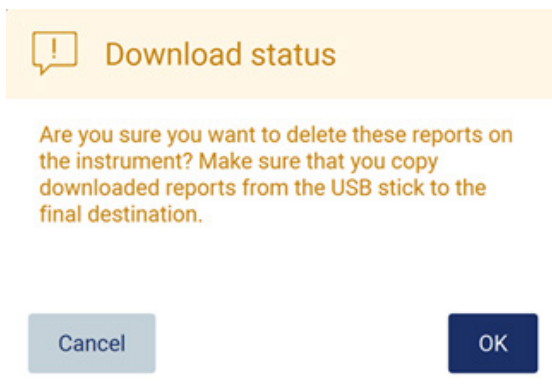 Download status
Are you sure you want to delete these reports on
the instrument? Make sure that you copy
downloaded reports from the USB stick to the
final destination.
Cancel
OK